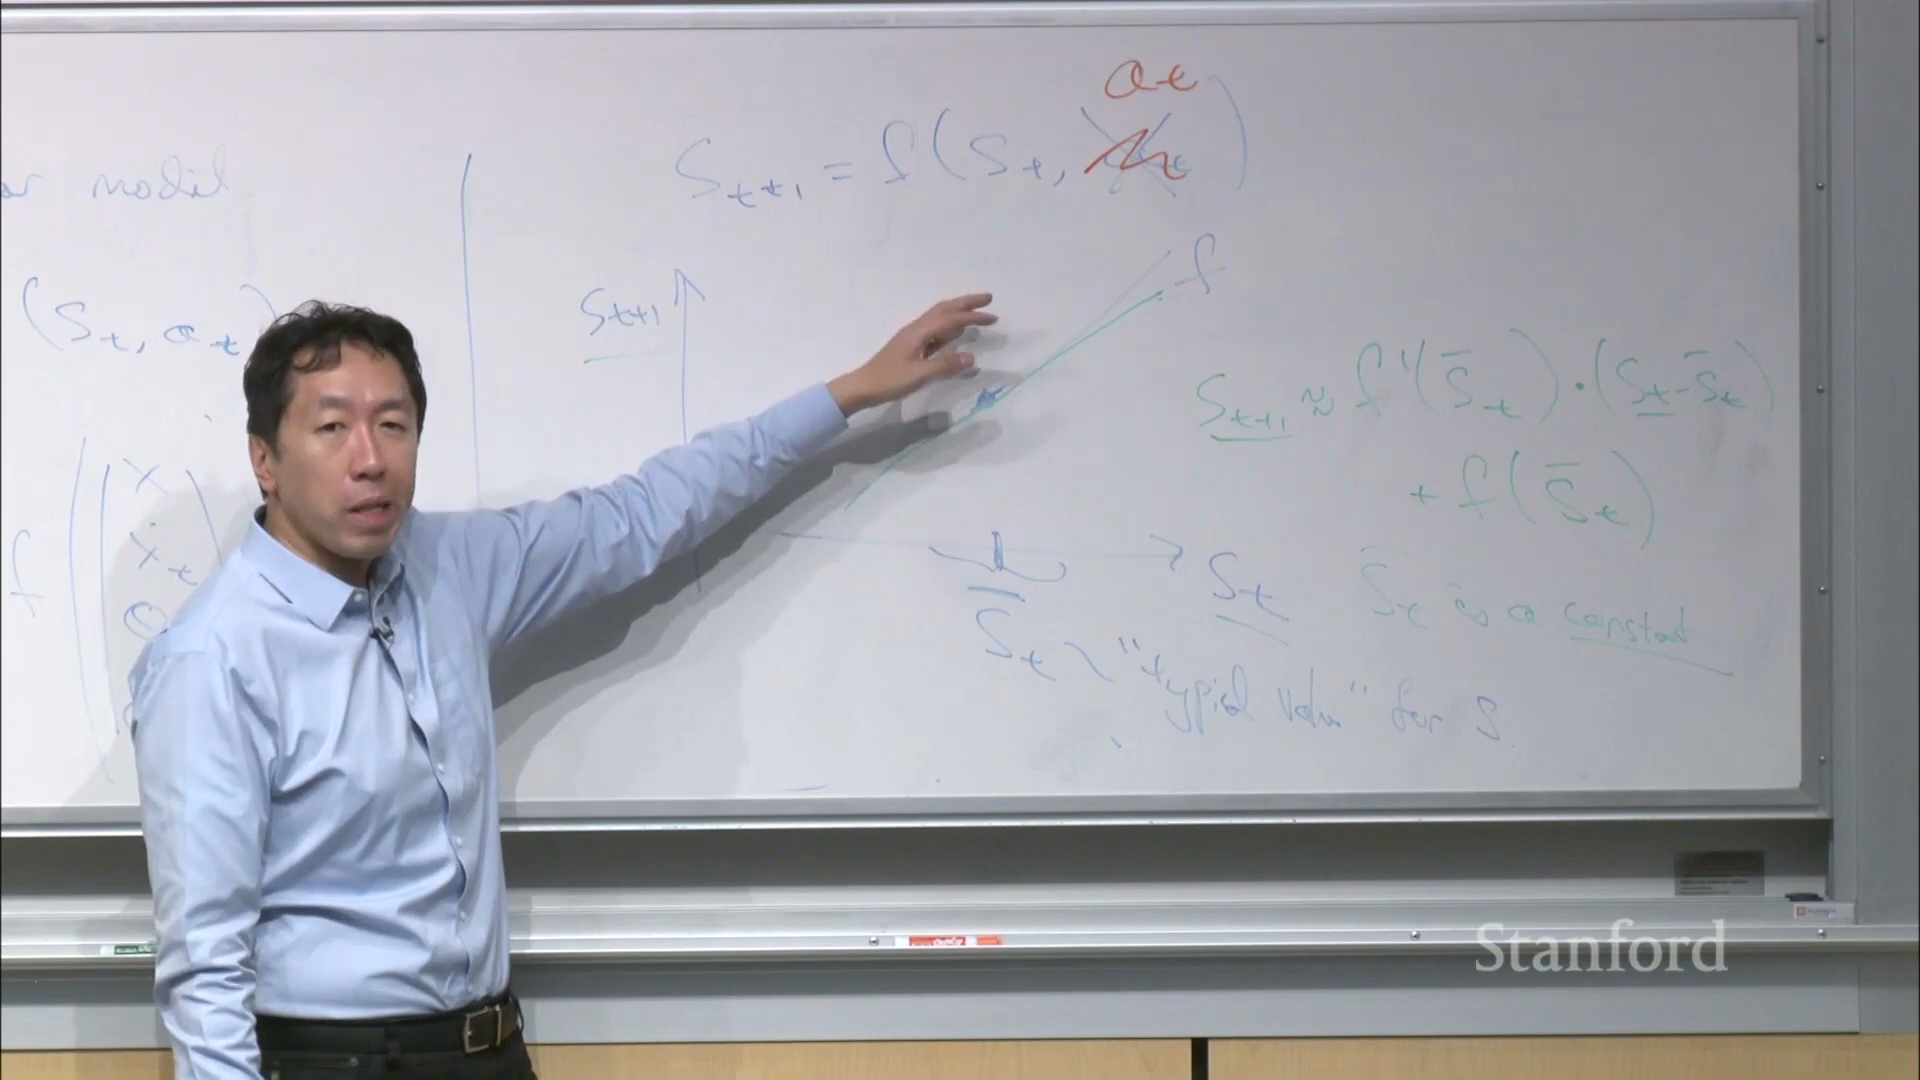 model
(S_t, a_t)
f
x
ẋ_t
θ
a_t
S_{t+1} = f(S_t,
S_{t+1}
f
S_{t+1} ≈ f'(S̄_t) · (S_t - S̄_t)
+ f(S̄_t)
S_t
S̄_t is a constant
S̄_t ~ "typical value" for S
Stanford